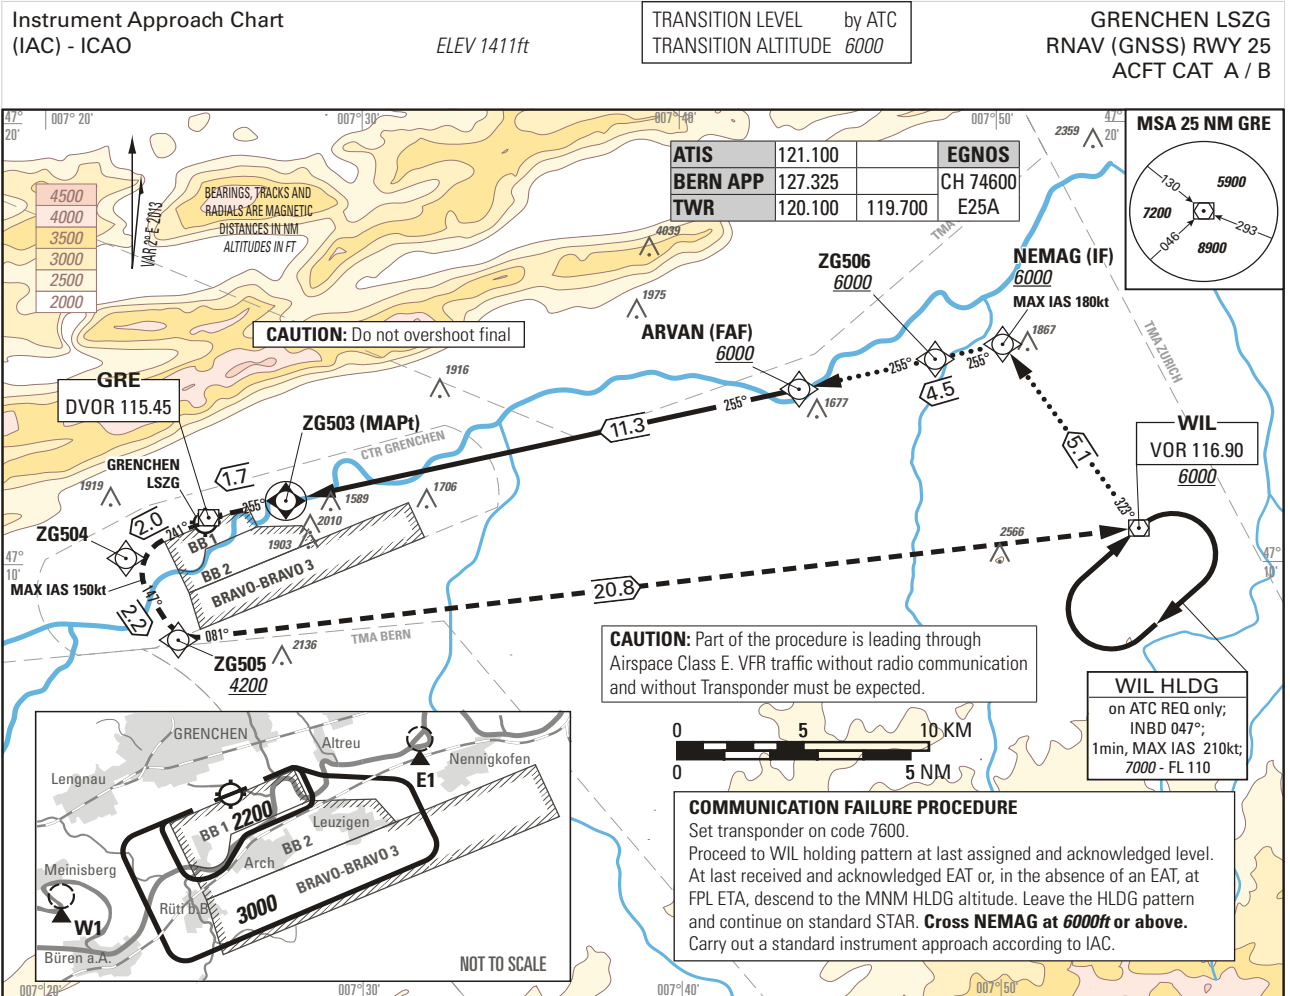 Instrument Approach Chart
(IAC) - ICAO
ELEV 1411ft
TRANSITION LEVEL by ATC
TRANSITION ALTITUDE 6000
GRENCHEN LSZG
RNAV (GNSS) RWY 25
ACFT CAT A / B
47°
20'
007° 20'
007° 30'
007° 40'
007° 50'
47°
20'
2359
MSA 25 NM GRE
130
5900
7200
046
293
8900
ATIS 121.100 EGNOS
BERN APP 127.325 CH 74600
TWR 120.100 119.700 E25A
4500
4000
3500
3000
2500
2000
VAR 2° E 2013
BEARINGS, TRACKS AND
RADIALS ARE MAGNETIC
DISTANCES IN NM
ALTITUDES IN FT
4039
TMA
ZG506
6000
NEMAG (IF)
6000
MAX IAS 180kt
1867
1975
ARVAN (FAF)
6000
CAUTION: Do not overshoot final
TMA ZURICH
255°
255°
4.5
1677
255°
11.3
1916
GRE
DVOR 115.45
ZG503 (MAPt)
CTR GRENCHEN
5.1
323°
WIL
VOR 116.90
6000
GRENCHEN
LSZG
1.7
255°
1919
1589
1706
2010
1903
2.0
241°
ZG504
BB 1
BB 2
BRAVO-BRAVO 3
47°
10'
MAX IAS 150kt
147°
2.2
2566
47°
10'
20.8
081°
ZG505
4200
2136
TMA BERN
CAUTION: Part of the procedure is leading through
Airspace Class E. VFR traffic without radio communication
and without Transponder must be expected.
WIL HLDG
on ATC REQ only;
INBD 047°;
1min, MAX IAS 210kt;
7000 - FL 110
0 5 10 KM
0 5 NM
GRENCHEN
Altreu
Nennigkofen
E1
Lengnau
BB 1 2200
Leuzigen
BB 2
Arch
BRAVO-BRAVO 3
Meinisberg
Rüti b.B
3000
W1
Büren a.A.
NOT TO SCALE
COMMUNICATION FAILURE PROCEDURE
Set transponder on code 7600.
Proceed to WIL holding pattern at last assigned and acknowledged level.
At last received and acknowledged EAT or, in the absence of an EAT, at
FPL ETA, descend to the MNM HLDG altitude. Leave the HLDG pattern
and continue on standard STAR. Cross NEMAG at 6000ft or above.
Carry out a standard instrument approach according to IAC.
007° 20'
007° 30'
007° 40'
007° 50'